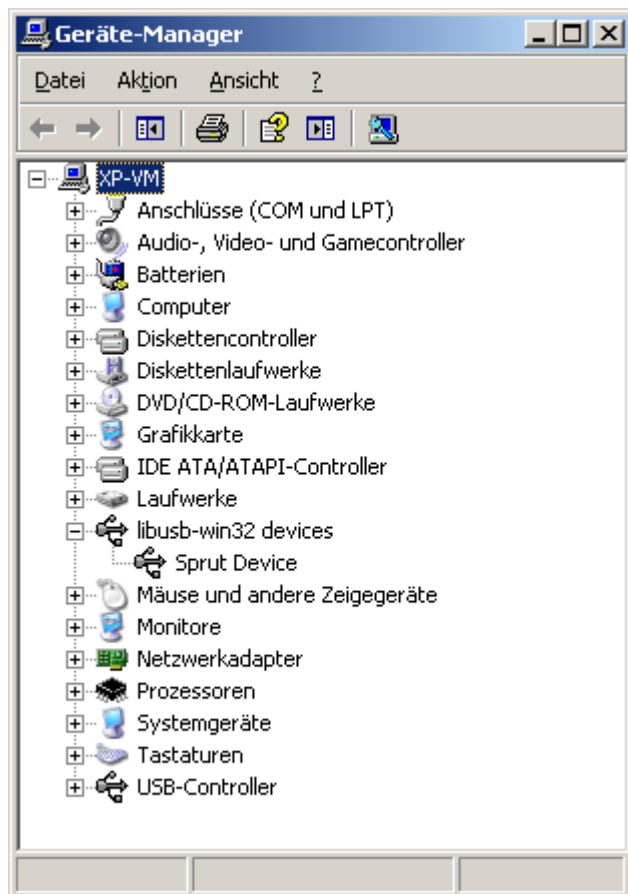 Geräte-Manager
Datei Aktion Ansicht ?
XP-VM
Anschlüsse (COM und LPT)
Audio-, Video- und Gamecontroller
Batterien
Computer
Diskettencontroller
Diskettenlaufwerke
DVD/CD-ROM-Laufwerke
Grafikkarte
IDE ATA/ATAPI-Controller
Laufwerke
libusb-win32 devices
Sprut Device
Mäuse und andere Zeigegeräte
Monitore
Netzwerkadapter
Prozessoren
Systemgeräte
Tastaturen
USB-Controller